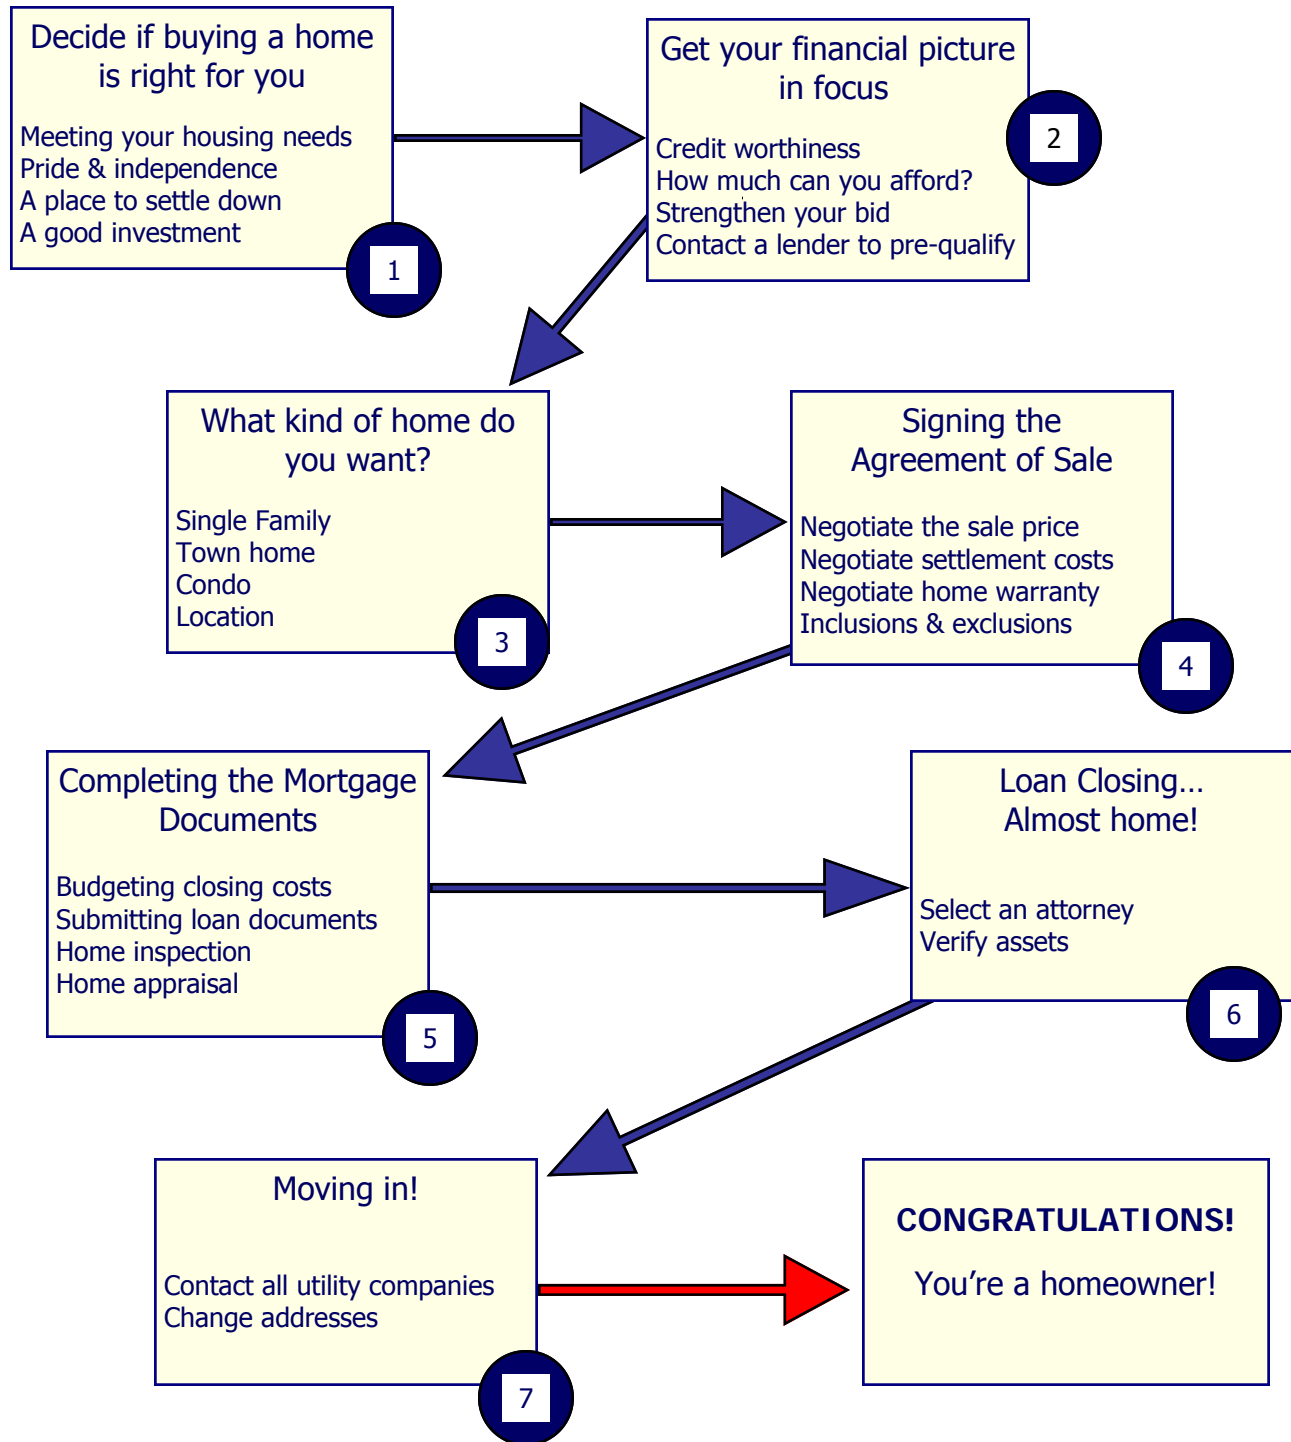 Decide if buying a home
is right for you
Meeting your housing needs
Pride & independence
A place to settle down
A good investment
1
Get your financial picture
in focus
Credit worthiness
How much can you afford?
Strengthen your bid
Contact a lender to pre-qualify
2
What kind of home do
you want?
Single Family
Town home
Condo
Location
3
Signing the
Agreement of Sale
Negotiate the sale price
Negotiate settlement costs
Negotiate home warranty
Inclusions & exclusions
4
Completing the Mortgage
Documents
Budgeting closing costs
Submitting loan documents
Home inspection
Home appraisal
5
Loan Closing…
Almost home!
Select an attorney
Verify assets
6
Moving in!
Contact all utility companies
Change addresses
7
CONGRATULATIONS!
You’re a homeowner!